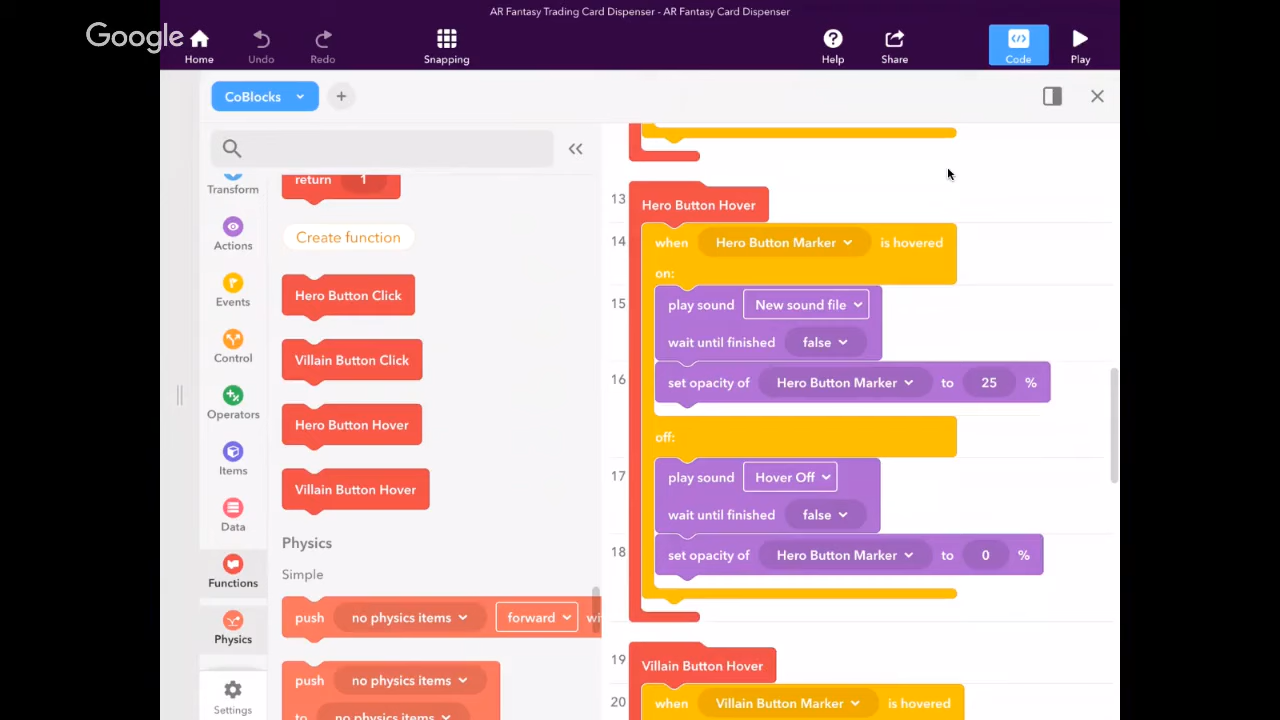 AR Fantasy Trading Card Dispenser - AR Fantasy Card Dispenser
Google
Home
Undo
Redo
Snapping
Help
Share
Code
Play
CoBlocks
+
Transform
Actions
Events
Control
Operators
Items
Data
Functions
Physics
Settings
return 1
Create function
Hero Button Click
Villain Button Click
Hero Button Hover
Villain Button Hover
Physics
Simple
push no physics items forward wi
push no physics items
to no physics items
13 Hero Button Hover
14 when Hero Button Marker is hovered
on:
15 play sound New sound file
wait until finished false
16 set opacity of Hero Button Marker to 25 %
off:
17 play sound Hover Off
wait until finished false
18 set opacity of Hero Button Marker to 0 %
19 Villain Button Hover
20 when Villain Button Marker is hovered